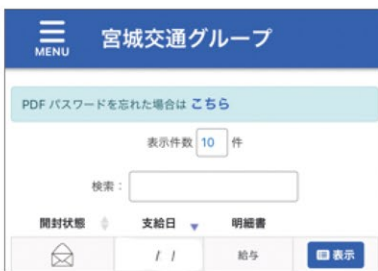 MENU
宮城交通グループ
PDF パスワードを忘れた場合は こちら
表示件数 10 件
検索：
開封状態 支給日 明細書
/ / 給与 表示